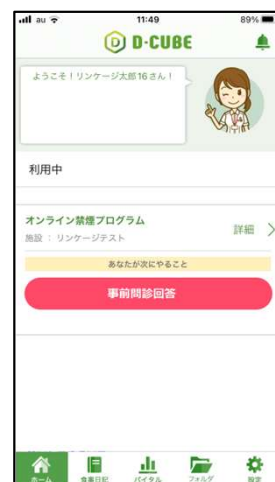 au 11:49 89%
D-CUBE
ようこそ！リンケージ太郎16さん！
利用中
オンライン禁煙プログラム
詳細
施設 ： リンケージテスト
あなたが次にやること
事前問診回答
ホーム 食事日記 バイタル フォルダ 設定